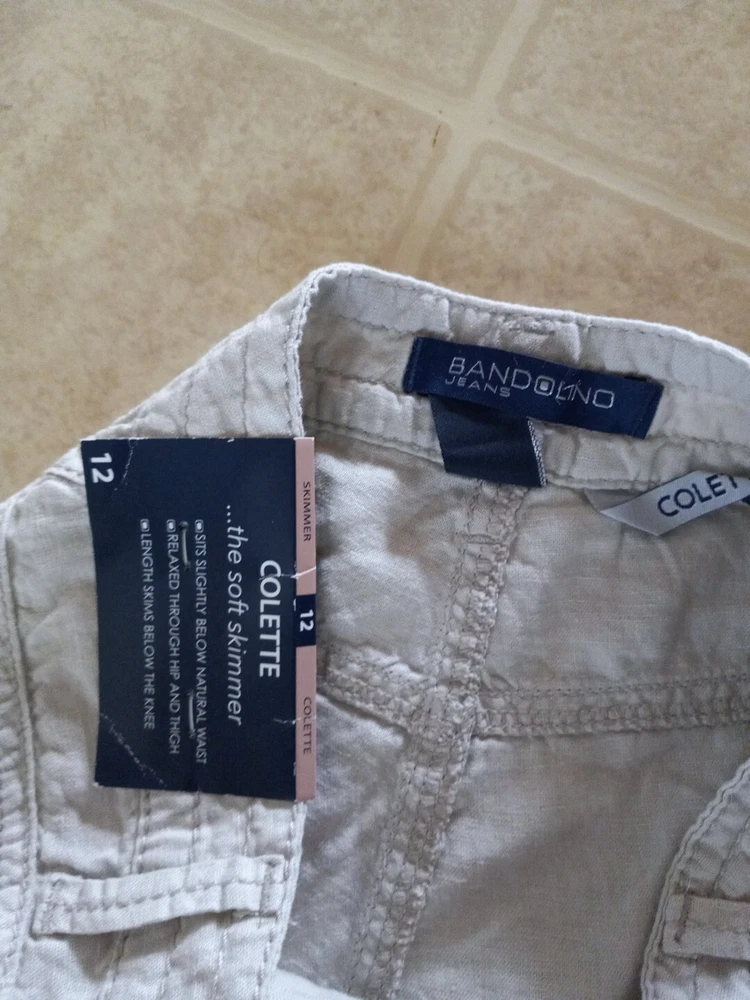 BANDOLINO
JEANS
COLET
12
SKIMMER
12
COLETTE
COLETTE
...the soft skimmer
SITS SLIGHTLY BELOW NATURAL WAIST
RELAXED THROUGH HIP AND THIGH
LENGTH SKIMS BELOW THE KNEE